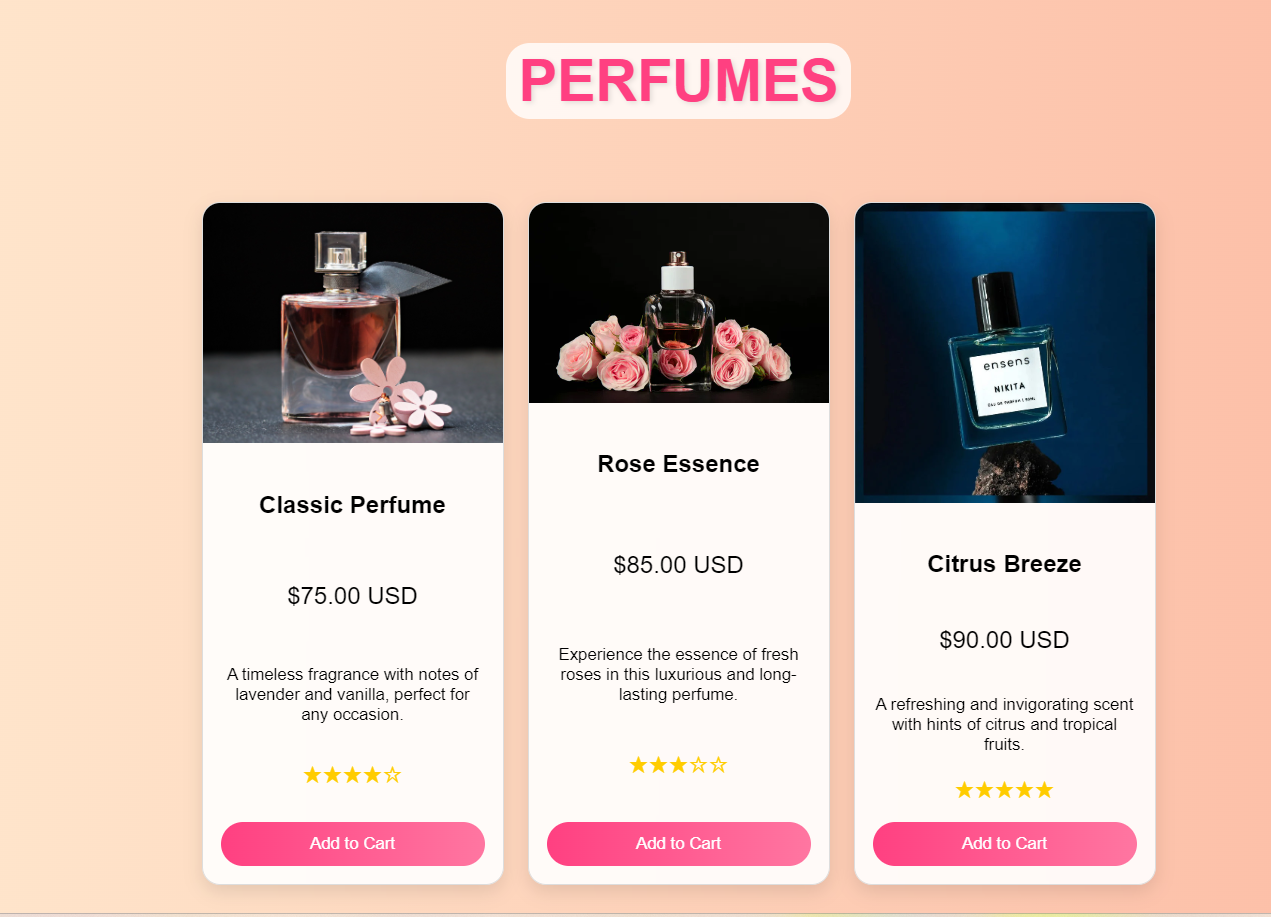 PERFUMES
Classic Perfume
$75.00 USD
A timeless fragrance with notes of
lavender and vanilla, perfect for
any occasion.
★★★★☆
Add to Cart
Rose Essence
$85.00 USD
Experience the essence of fresh
roses in this luxurious and long-
lasting perfume.
★★★☆☆
Add to Cart
ensens
NIKITA
Citrus Breeze
$90.00 USD
A refreshing and invigorating scent
with hints of citrus and tropical
fruits.
★★★★★
Add to Cart